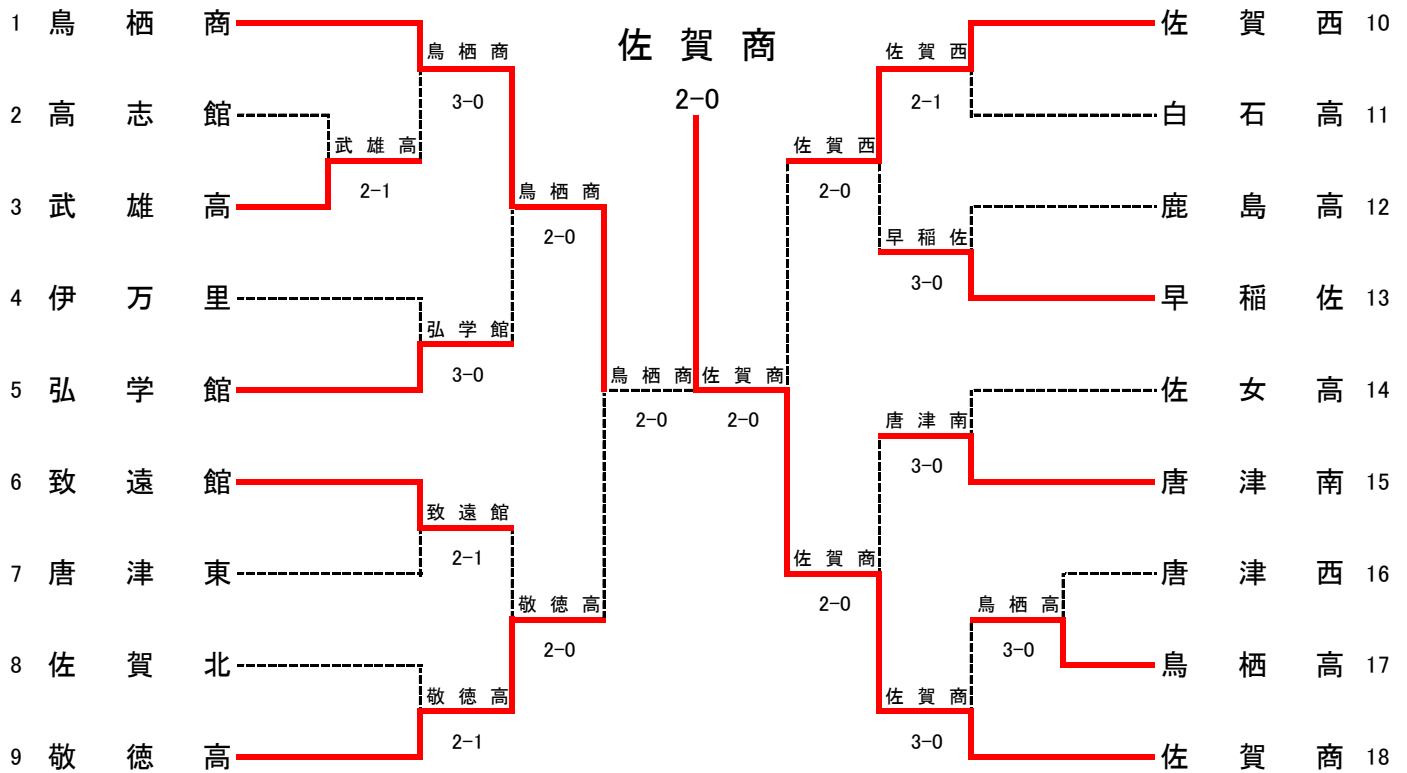 佐賀商
2-0
1 鳥栖商
2 高志館
3 武雄高
4 伊万里
5 弘学館
6 致遠館
7 唐津東
8 佐賀北
9 敬徳高
武雄高
2-1
鳥栖商
3-0
弘学館
3-0
致遠館
2-1
敬徳高
2-1
鳥栖商
2-0
敬徳高
2-0
鳥栖商
2-0
佐賀商
2-0
佐賀西
2-0
佐賀商
2-0
佐賀西
2-1
早稲佐
3-0
唐津南
3-0
佐賀商
3-0
鳥栖高
3-0
佐賀西 10
白石高 11
鹿島高 12
早稲佐 13
佐女高 14
唐津南 15
唐津西 16
鳥栖高 17
佐賀商 18